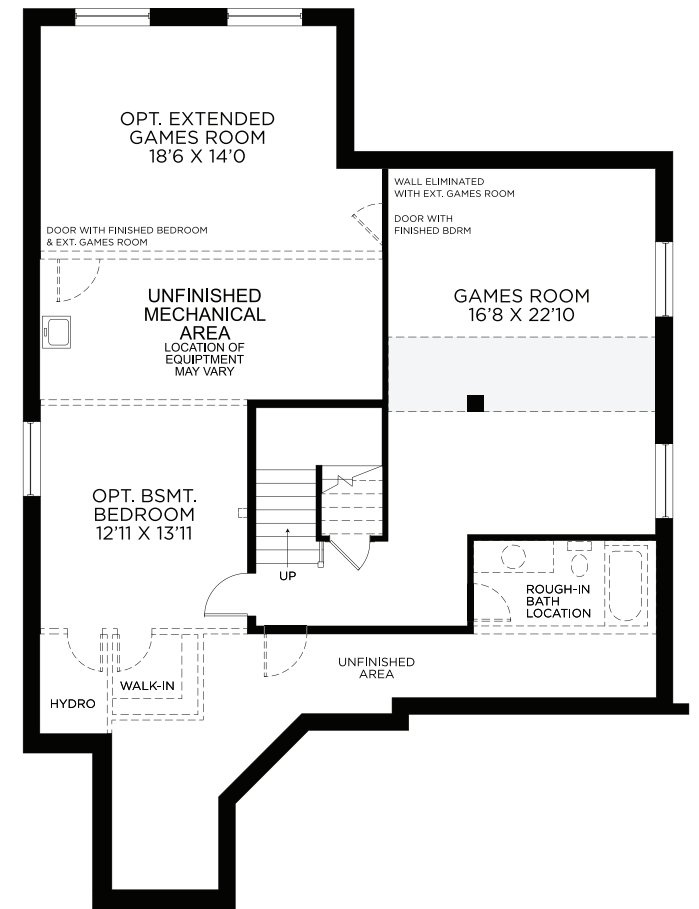 OPT. EXTENDED
GAMES ROOM
18'6 X 14'0
WALL ELIMINATED
WITH EXT. GAMES ROOM
DOOR WITH
FINISHED BDRM
DOOR WITH FINISHED BEDROOM
& EXT. GAMES ROOM
UNFINISHED
MECHANICAL
AREA
LOCATION OF
EQUIPTMENT
MAY VARY
GAMES ROOM
16'8 X 22'10
OPT. BSMT.
BEDROOM
12'11 X 13'11
UP
ROUGH-IN
BATH
LOCATION
UNFINISHED
AREA
WALK-IN
HYDRO